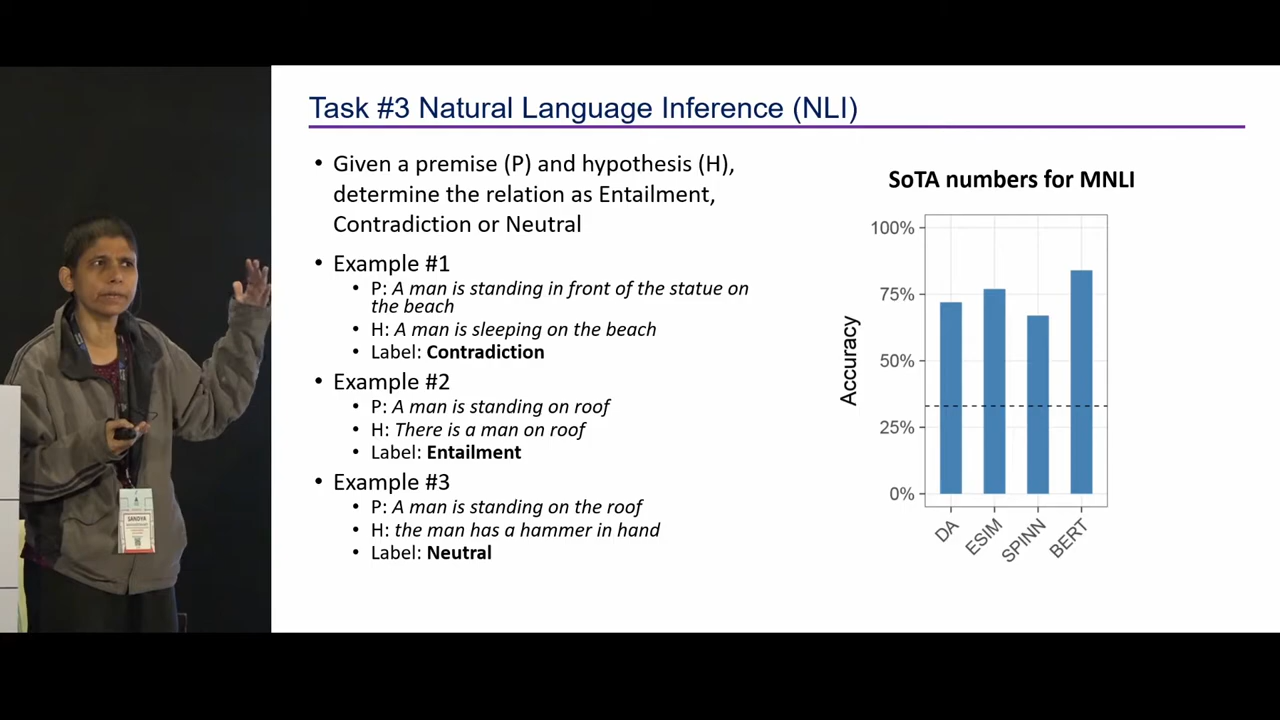 Task #3 Natural Language Inference (NLI)
• Given a premise (P) and hypothesis (H),
determine the relation as Entailment,
Contradiction or Neutral
• Example #1
• P: A man is standing in front of the statue on
the beach
• H: A man is sleeping on the beach
• Label: Contradiction
• Example #2
• P: A man is standing on roof
• H: There is a man on roof
• Label: Entailment
• Example #3
• P: A man is standing on the roof
• H: the man has a hammer in hand
• Label: Neutral
SoTA numbers for MNLI
Accuracy
100%
75%
50%
25%
0%
DA
ESIM
SPINN
BERT
SANDYA